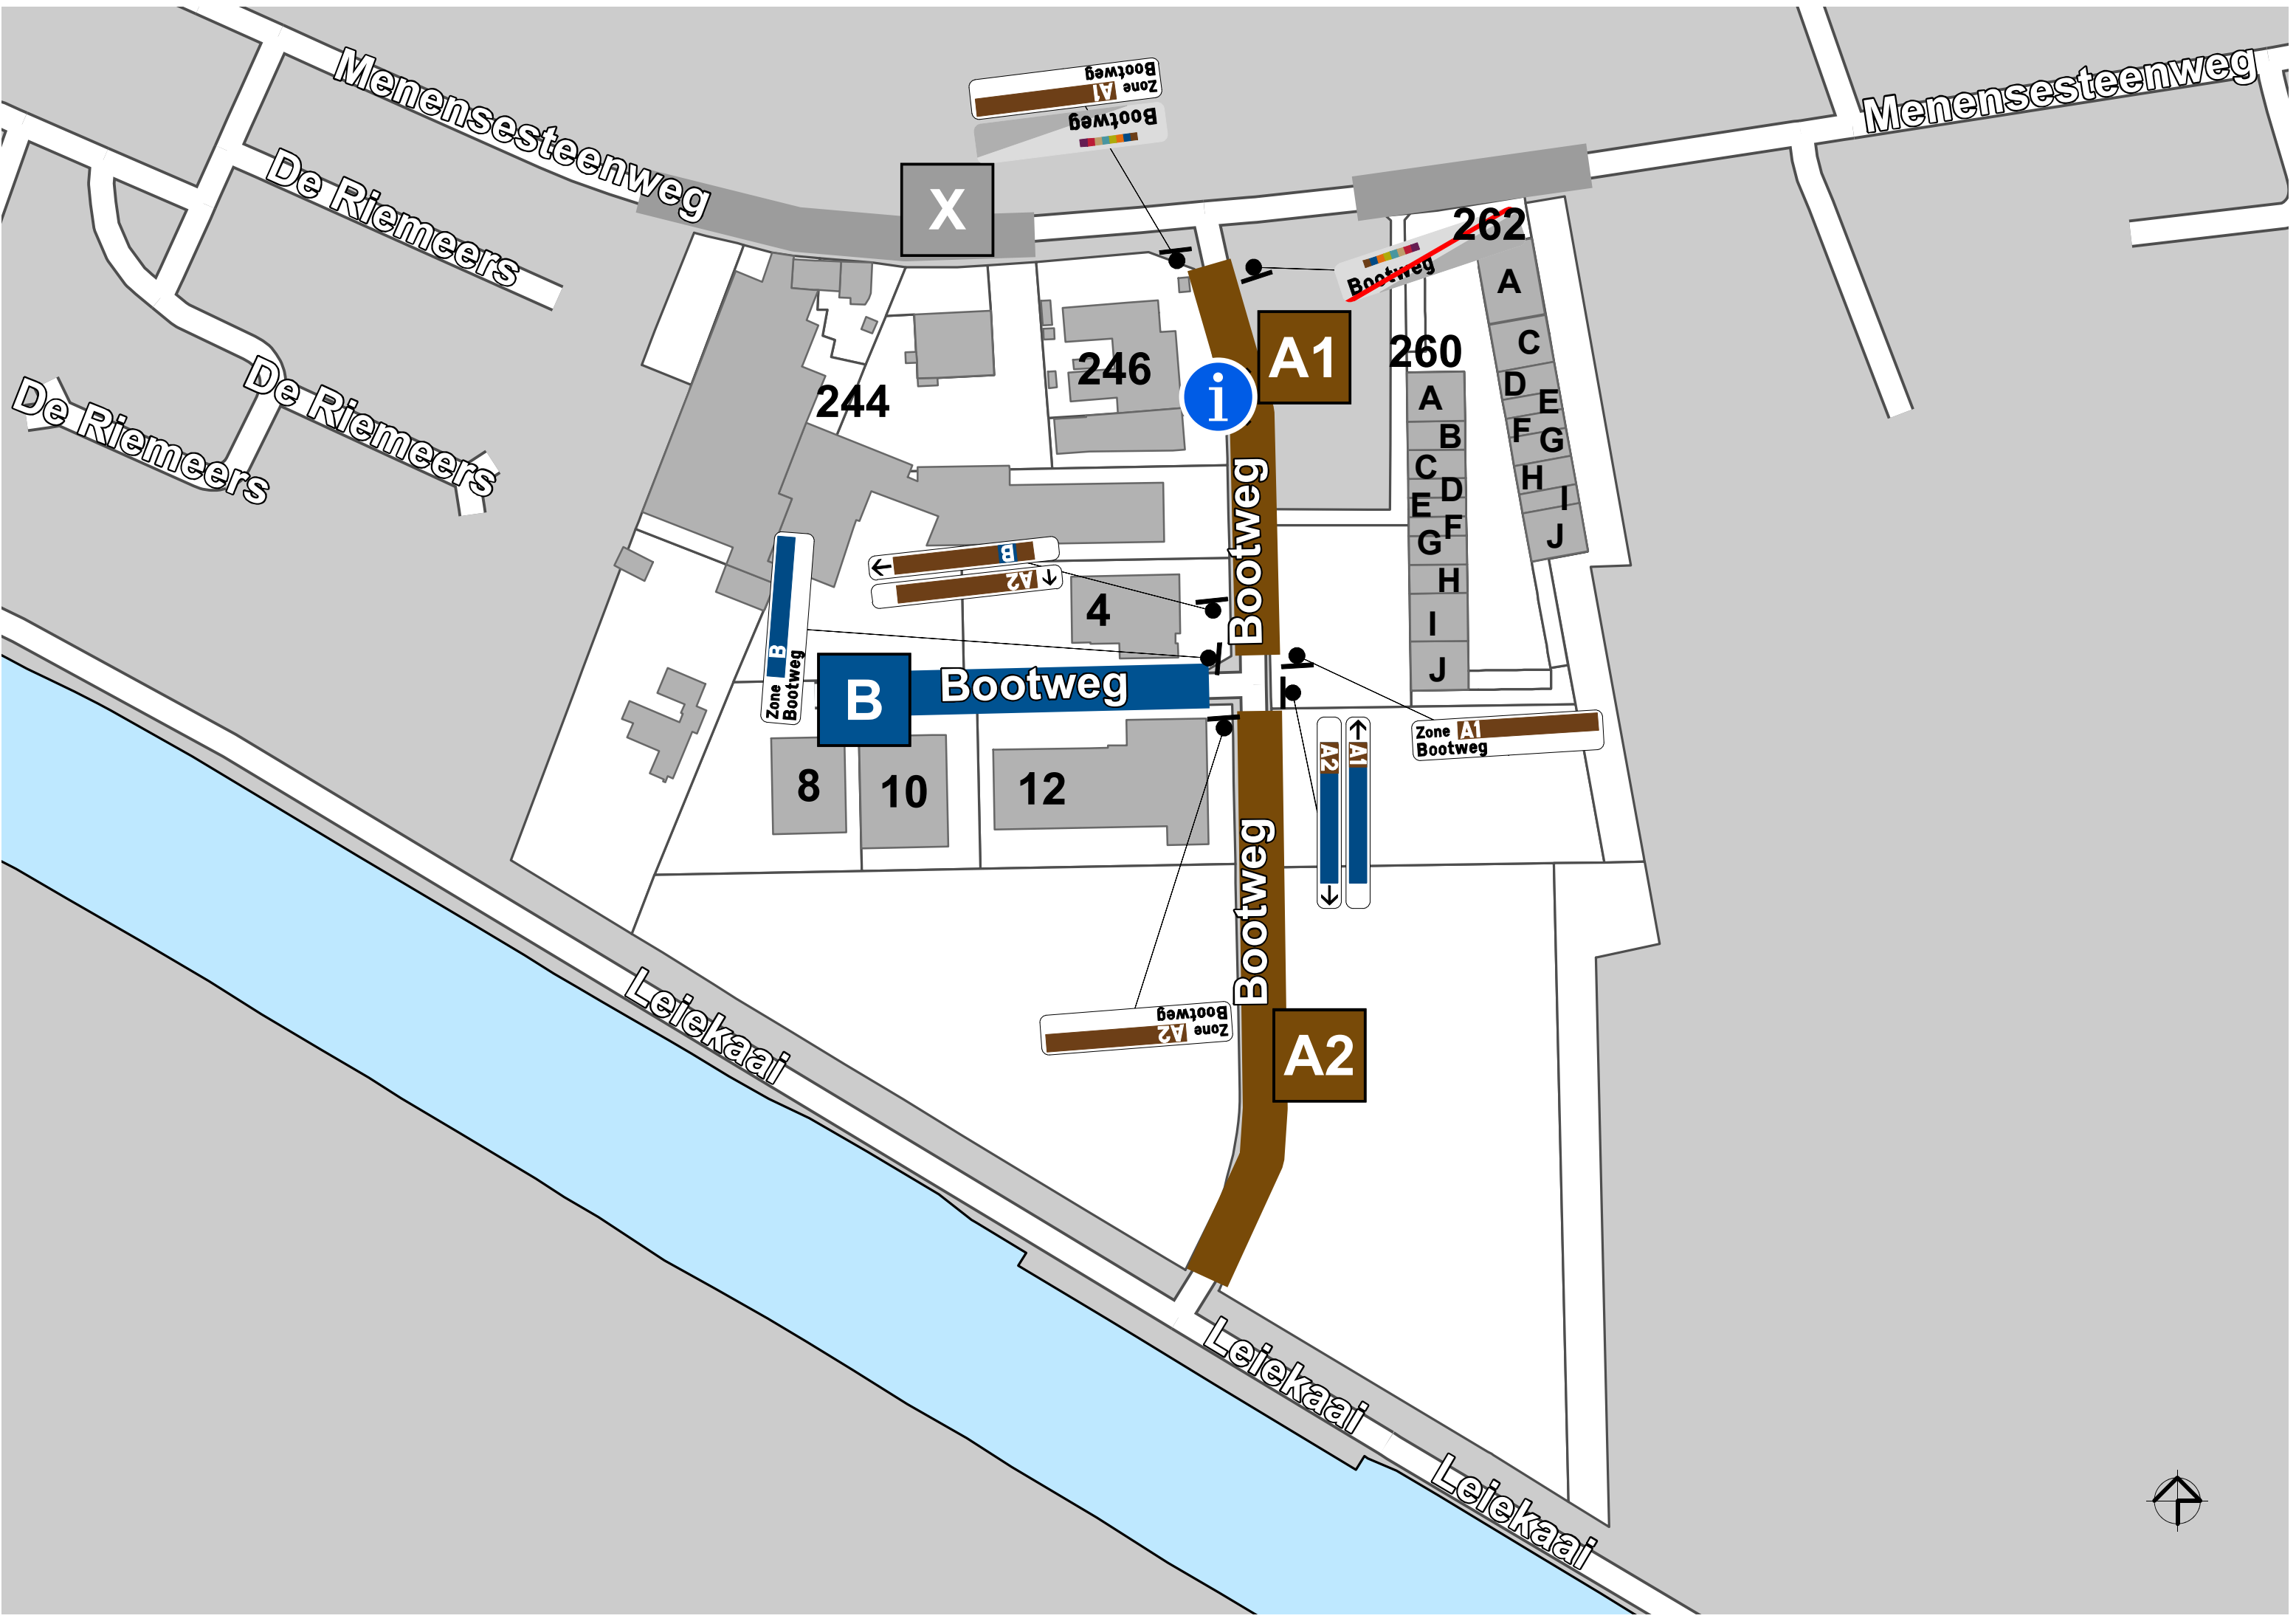 Menensesteenweg
Menensesteenweg
Bootweg
Zone A1
Bootweg
X
De Riemeers
262
Bootweg
A
C
D
E
F
G
H
I
J
A1
260
A
B
C
D
E
F
G
H
I
J
246
244
i
De Riemeers
De Riemeers
Bootweg
← B
A2 ↓
4
Zone B
Bootweg
B
Bootweg
Zone A1
Bootweg
A2 →
A1 →
8
10
12
Bootweg
Zone A2
Bootweg
A2
Leiekaai
Leiekaai
Leiekaai